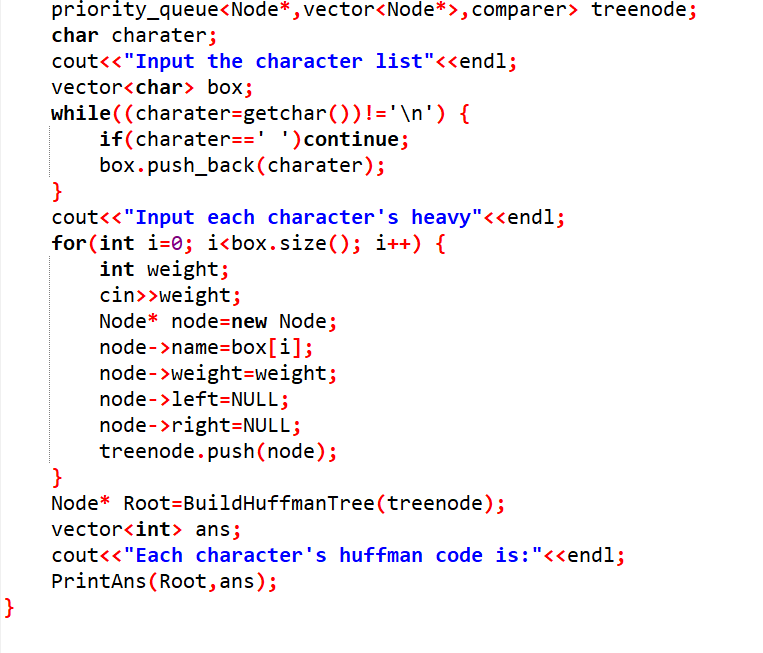 priority_queue<Node*,vector<Node*>,comparer> treenode;
char charater;
cout<<"Input the character list"<<endl;
vector<char> box;
while((charater=getchar())!='\n') {
if(charater==' ')continue;
box.push_back(charater);
}
cout<<"Input each character's heavy"<<endl;
for(int i=0; i<box.size(); i++) {
int weight;
cin>>weight;
Node* node=new Node;
node->name=box[i];
node->weight=weight;
node->left=NULL;
node->right=NULL;
treenode.push(node);
}
Node* Root=BuildHuffmanTree(treenode);
vector<int> ans;
cout<<"Each character's huffman code is:"<<endl;
PrintAns(Root,ans);
}